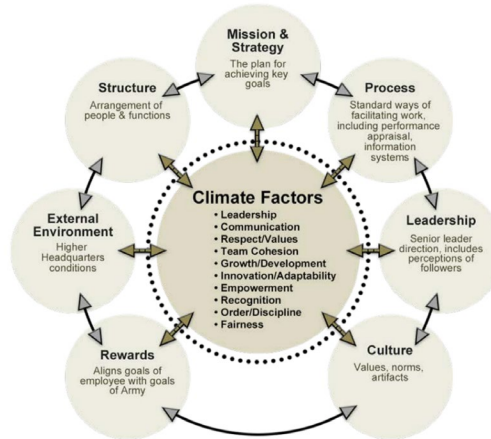 Mission &
Strategy
The plan for
achieving key
goals
Structure
Arrangement of
people & functions
Process
Standard ways of
facilitating work,
including performance
appraisal,
information
systems
Climate Factors
• Leadership
• Communication
• Respect/Values
• Team Cohesion
• Growth/Development
• Innovation/Adaptability
• Empowerment
• Recognition
• Order/Discipline
• Fairness
External
Environment
Higher
Headquarters
conditions
Leadership
Senior leader
direction, includes
perceptions of
followers
Rewards
Aligns goals of
employee with goals
of Army
Culture
Values, norms,
artifacts